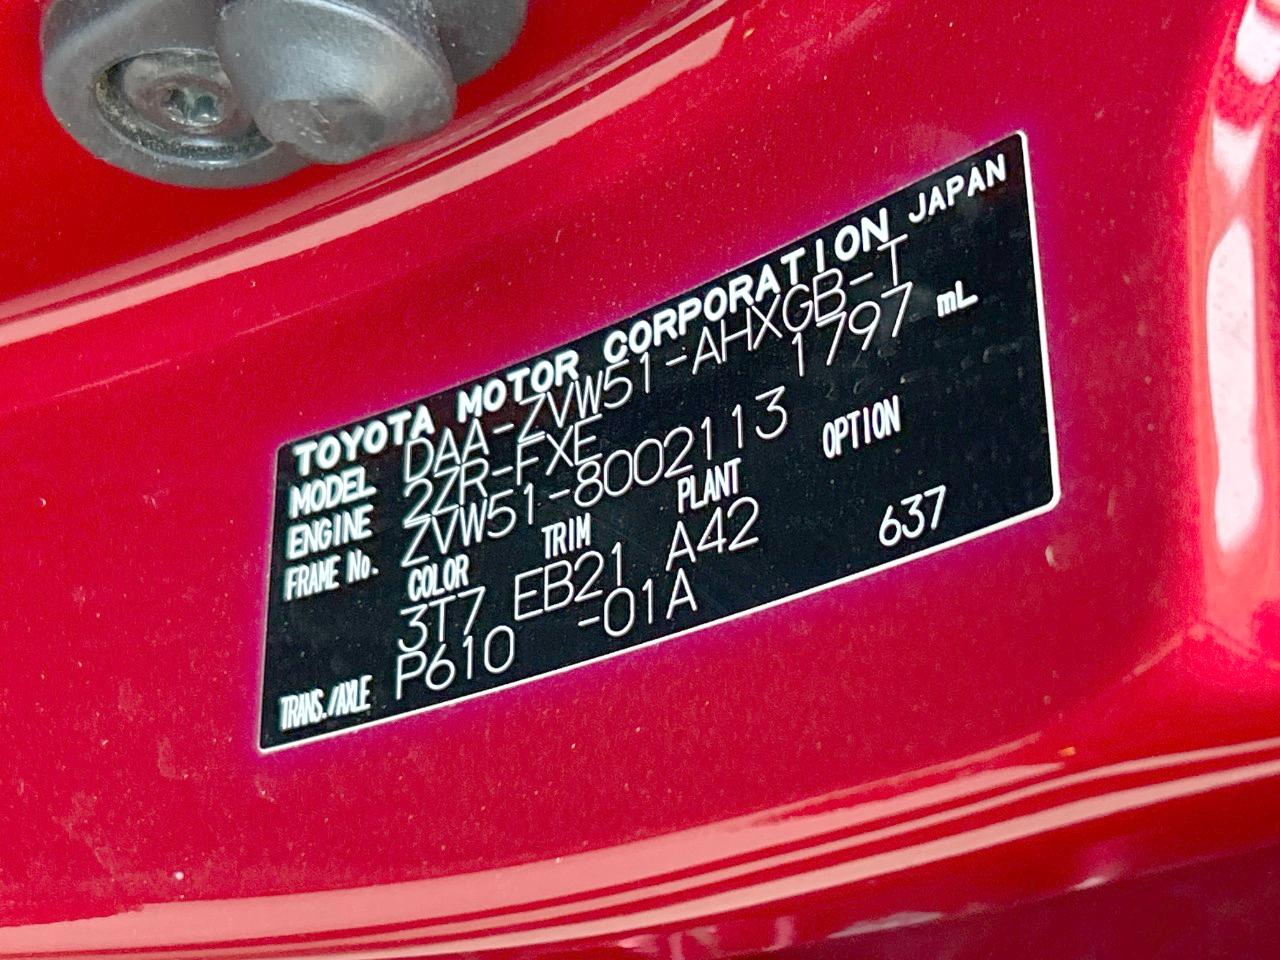 TOYOTA MOTOR CORPORATION JAPAN
MODEL DAA-ZVW51-AHXGB-T
ENGINE 2ZR-FXE 1797 mL
FRAME No. ZVW51-8002113
COLOR TRIM PLANT OPTION
3T7 EB21 A42 637
TRANS./AXLE P610 -01A